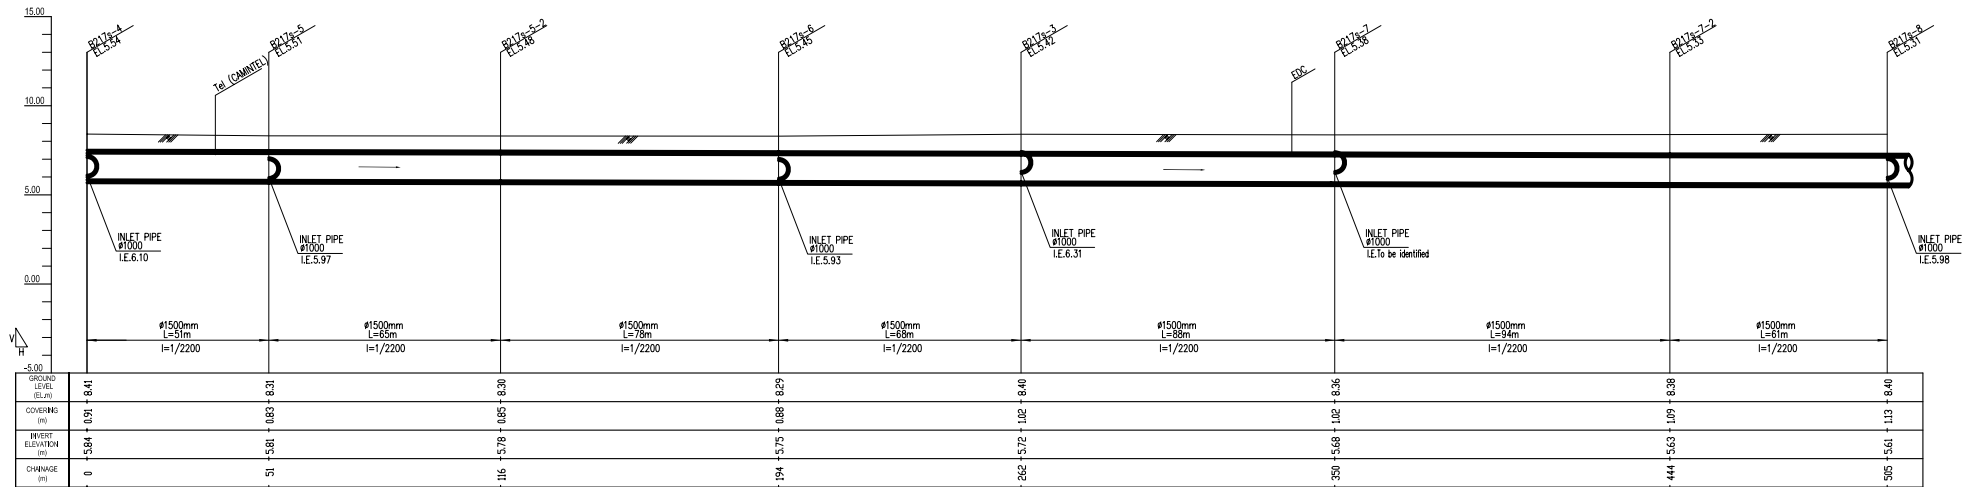 15.00
10.00
5.00
0.00
-5.00
V
H
B217s-4
EL.5.54
Tel (CAMINTEL)
B217s-5
EL.5.51
B217s-5-2
EL.5.48
B217s-6
EL.5.45
B217s-3
EL.5.42
EDC
B217s-7
EL.5.38
B217s-7-2
EL.5.33
B217s-8
EL.5.31
INLET PIPE
ø1000
I.E.6.10
INLET PIPE
ø1000
I.E.5.97
INLET PIPE
ø1000
I.E.5.93
INLET PIPE
ø1000
I.E.6.31
INLET PIPE
ø1000
I.E.To be identified
INLET PIPE
ø1000
I.E.5.98
ø1500mm
L=51m
I=1/2200
ø1500mm
L=65m
I=1/2200
ø1500mm
L=78m
I=1/2200
ø1500mm
L=68m
I=1/2200
ø1500mm
L=88m
I=1/2200
ø1500mm
L=94m
I=1/2200
ø1500mm
L=61m
I=1/2200
GROUND
LEVEL
(EL.m)
8.41 8.31 8.30 8.29 8.40 8.36 8.38 8.40
COVERING
(m)
0.91 0.83 0.85 0.88 1.02 1.02 1.09 1.13
INVERT
ELEVATION
(m)
5.84 5.81 5.78 5.75 5.72 5.68 5.63 5.61
CHAINAGE
(m)
0 51 116 194 262 350 444 505